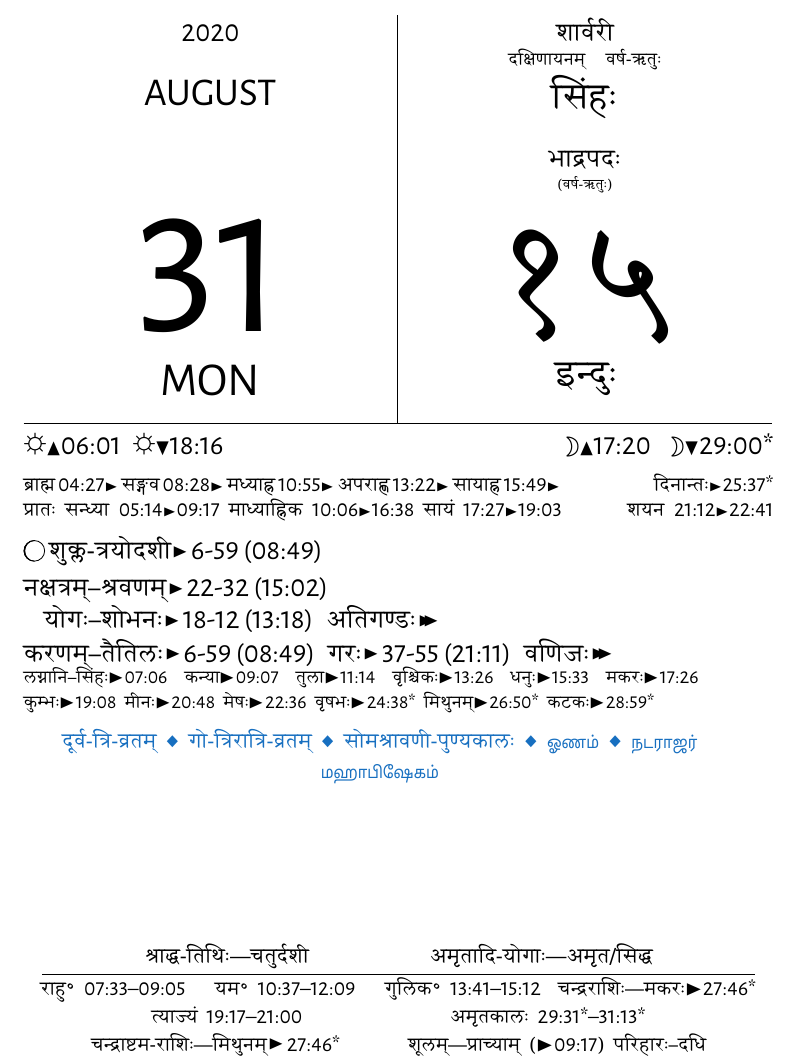 2020
AUGUST
31
MON
शार्वरी
दक्षिणायनम् वर्ष-ऋतुः
सिंहः
भाद्रपदः
(वर्ष-ऋतुः)
१५
इन्दुः
☼▲06:01 ☼▼18:16 ☽▲17:20 ☽▼29:00*
ब्राह्म 04:27► सङ्गव 08:28► मध्याह्न 10:55► अपराह्ण 13:22► सायाह्न 15:49► दिनान्तः►25:37*
प्रातः सन्ध्या 05:14►09:17 माध्याह्निक 10:06►16:38 सायं 17:27►19:03 शयन 21:12►22:41
◯ शुक्ल-त्रयोदशी► 6-59 (08:49)
नक्षत्रम्–श्रवणम्► 22-32 (15:02)
योगः–शोभनः► 18-12 (13:18) अतिगण्डः►►
करणम्–तैतिलः► 6-59 (08:49) गरः► 37-55 (21:11) वणिजः►►
लग्नानि–सिंहः►07:06 कन्या►09:07 तुला►11:14 वृश्चिकः►13:26 धनुः►15:33 मकरः►17:26
कुम्भः►19:08 मीनः►20:48 मेषः►22:36 वृषभः►24:38* मिथुनम्►26:50* कटकः►28:59*
दूर्व-त्रि-व्रतम् ◆ गो-त्रिरात्रि-व्रतम् ◆ सोमश्रावणी-पुण्यकालः ◆ ஓணம் ◆ நடராஜர்
மஹாபிஷேகம்
श्राद्ध-तिथिः—चतुर्दशी अमृतादि-योगाः—अमृत/सिद्ध
राहु° 07:33–09:05 यम° 10:37–12:09 गुलिक° 13:41–15:12 चन्द्रराशिः—मकरः►27:46*
त्याज्यं 19:17–21:00 अमृतकालः 29:31*–31:13*
चन्द्राष्टम-राशिः—मिथुनम्► 27:46* शूलम्—प्राच्याम् (►09:17) परिहारः–दधि